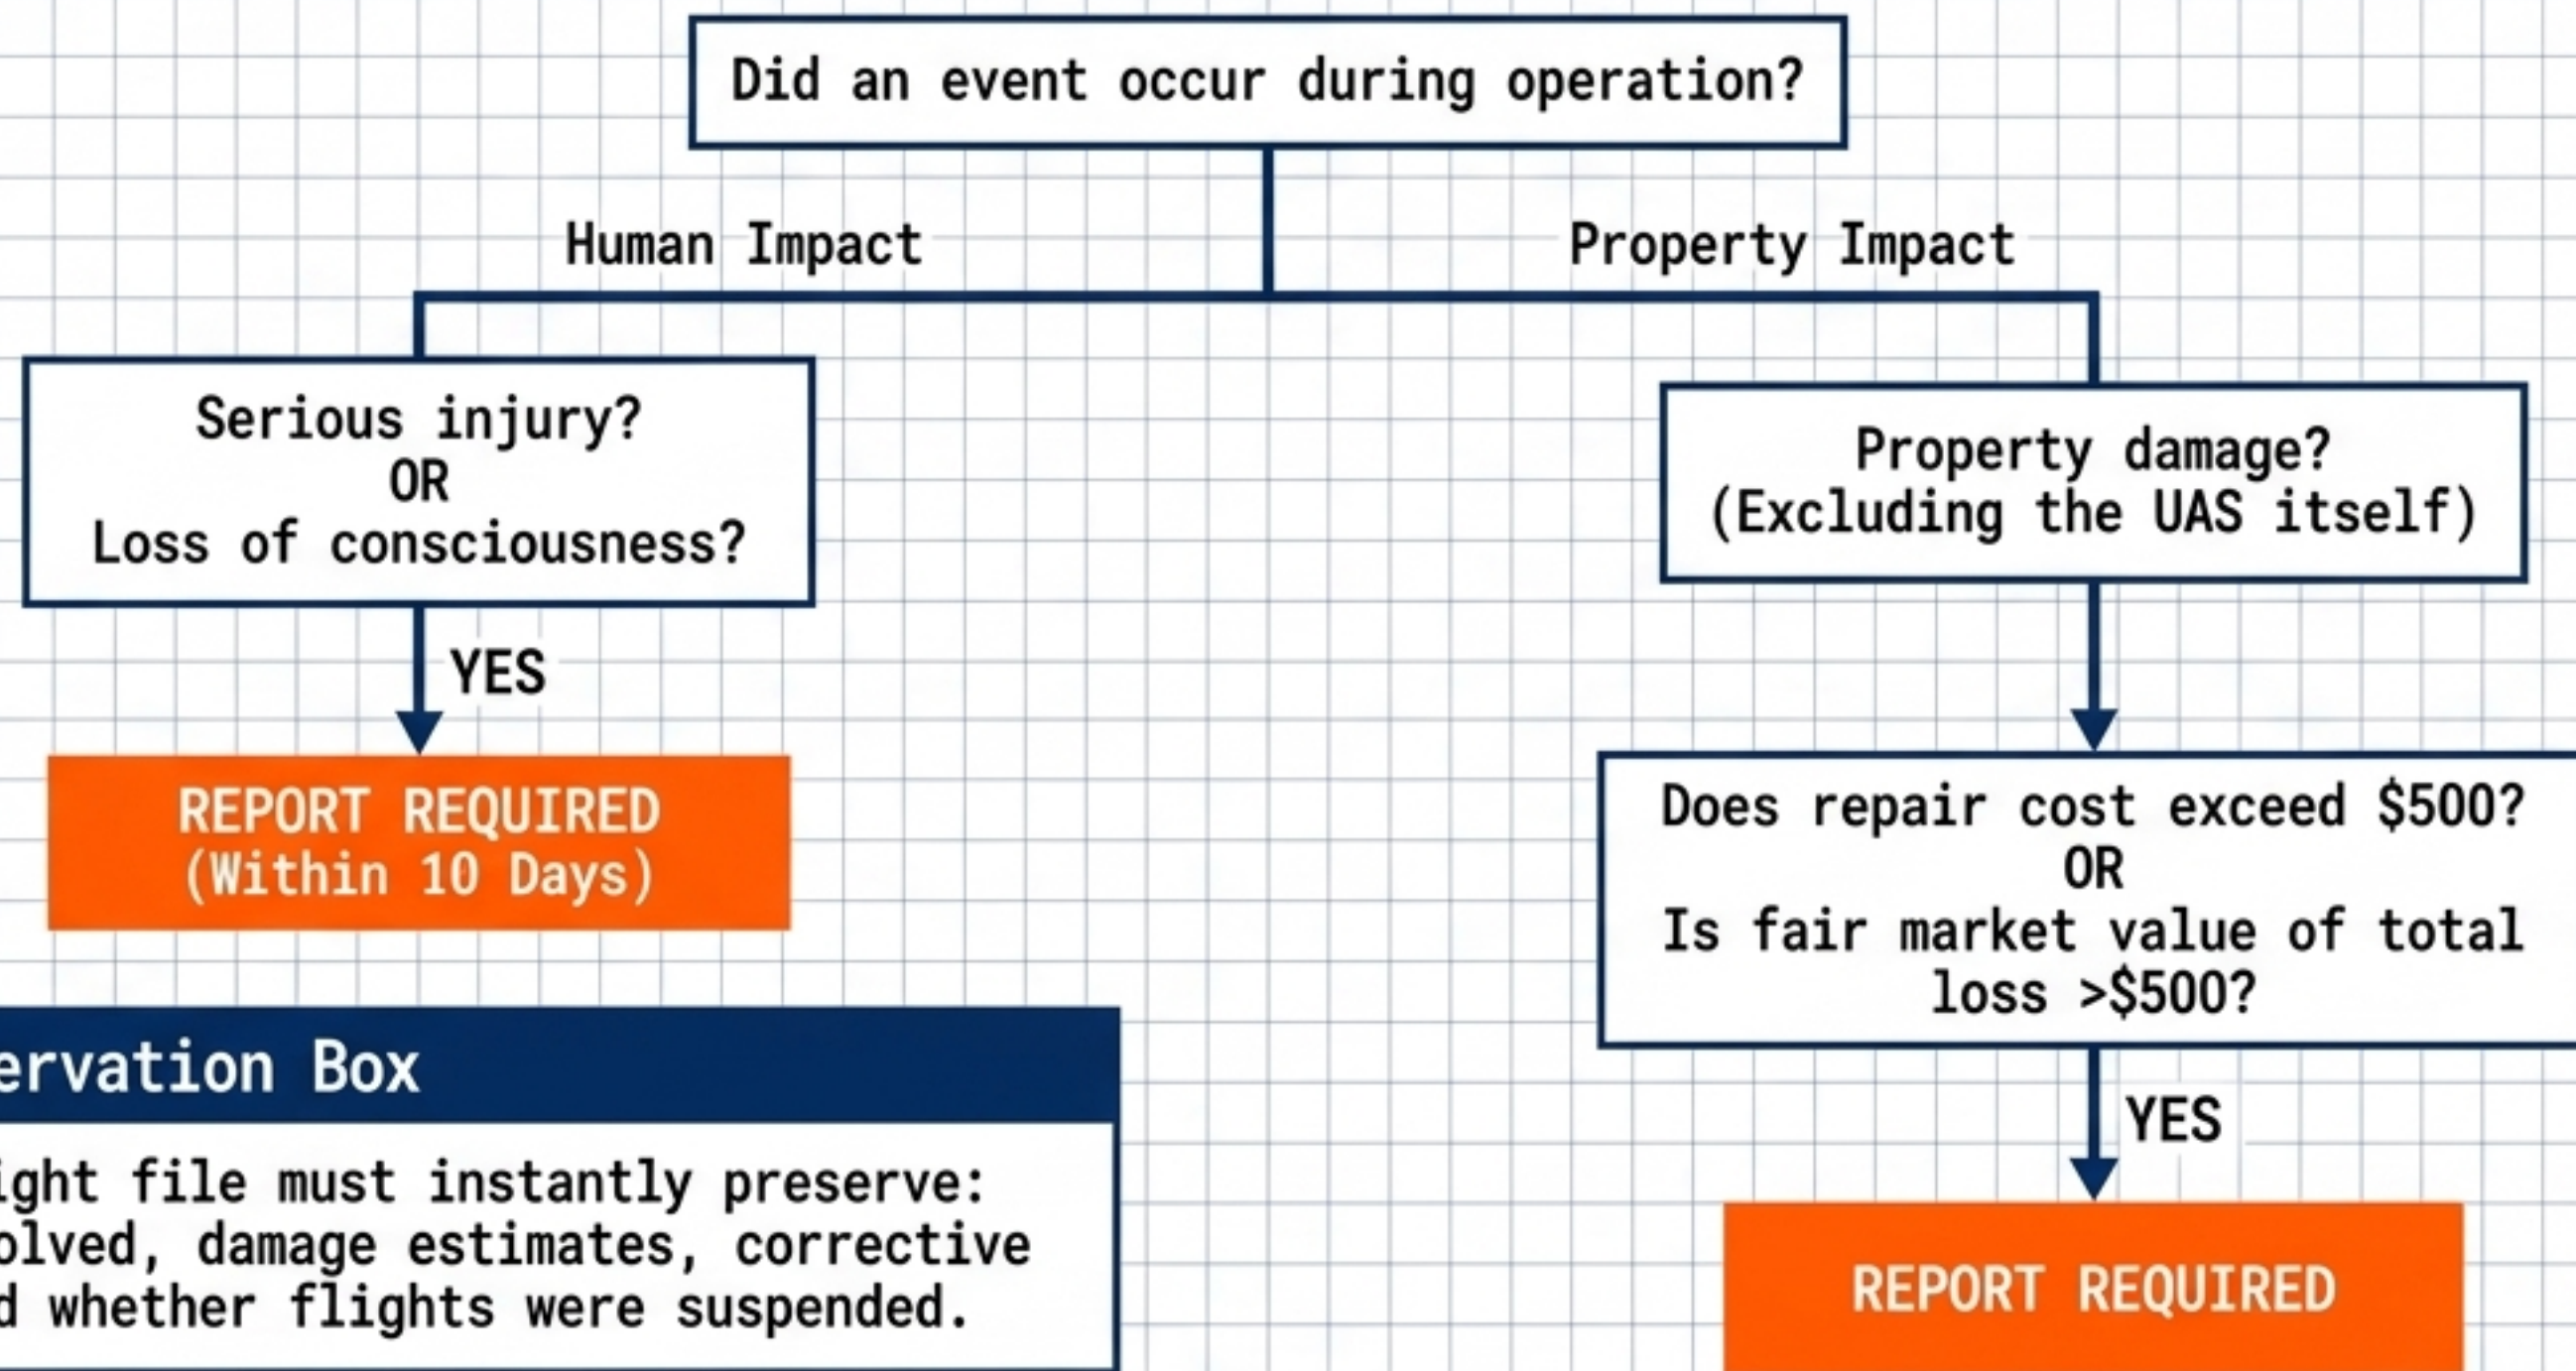 Did an event occur during operation?
Human Impact
Property Impact
Serious injury?
OR
Loss of consciousness?
Property damage?
(Excluding the UAS itself)
YES
REPORT REQUIRED
(Within 10 Days)
Does repair cost exceed $500?
OR
Is fair market value of total
loss >$500?
YES
REPORT REQUIRED
ervation Box
ight file must instantly preserve:
olved, damage estimates, corrective
d whether flights were suspended.